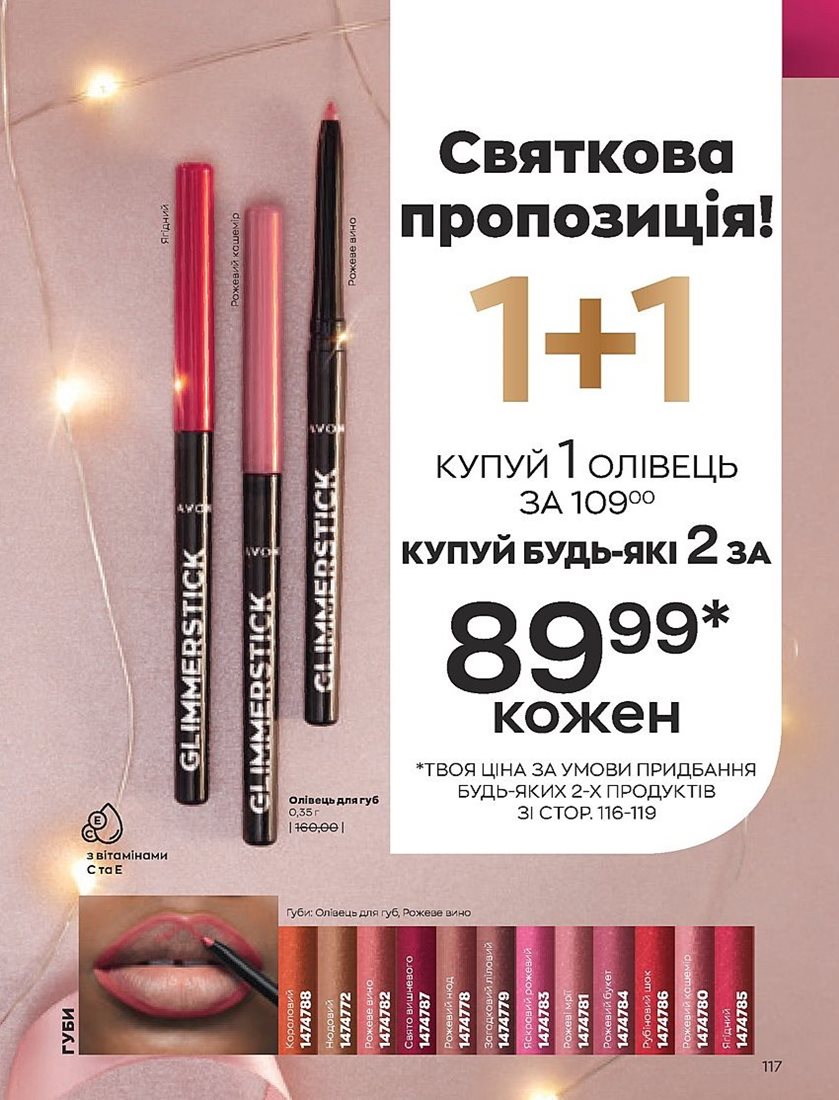 Святкова
пропозиція!
1+1
КУПУЙ 1 ОЛІВЕЦЬ
ЗА 109⁰⁰
КУПУЙ БУДЬ-ЯКІ 2 ЗА
89⁹⁹*
кожен
*ТВОЯ ЦІНА ЗА УМОВИ ПРИДБАННЯ
БУДЬ-ЯКИХ 2-Х ПРОДУКТІВ
ЗІ СТОР. 116-119
Ягідний
Рожевий кашемір
Рожеве вино
AVON
GLIMMERSTICK
AVON
GLIMMERSTICK
AVON
GLIMMERSTICK
Олівець для губ
0,35 г
| 160,00 |
C E
з вітамінами
С та Е
ГУБИ
Губи: Олівець для губ, Рожеве вино
Кораловий
1474788
Нюдовий
1474772
Рожеве вино
1474782
Свято вишневого
1474787
Рожевий нюд
1474778
Загадковий ліловий
1474779
Яскравий рожевий
1474783
Рожеві мрії
1474781
Рожевий букет
1474784
Рубіновий шок
1474786
Рожевий кашемір
1474780
Ягідний
1474785
117